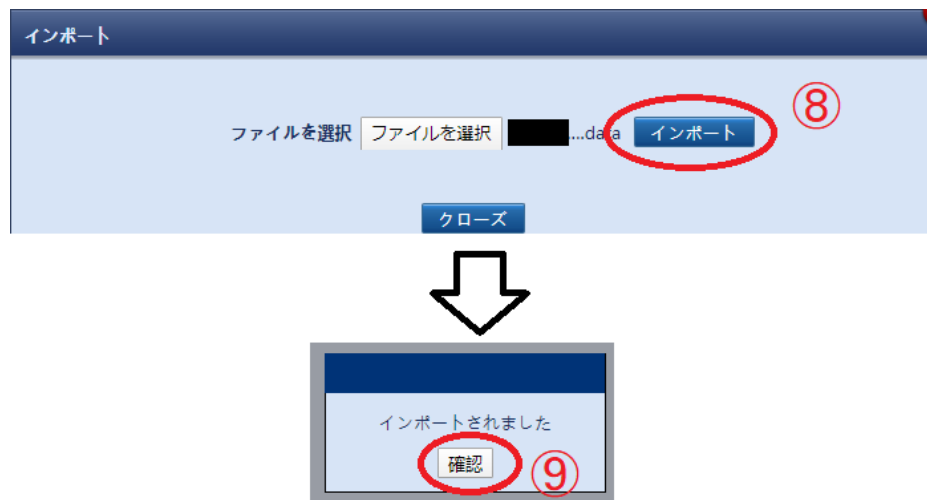 インポート
ファイルを選択 ファイルを選択 ...data インポート ⑧
クローズ
インポートされました
確認 ⑨